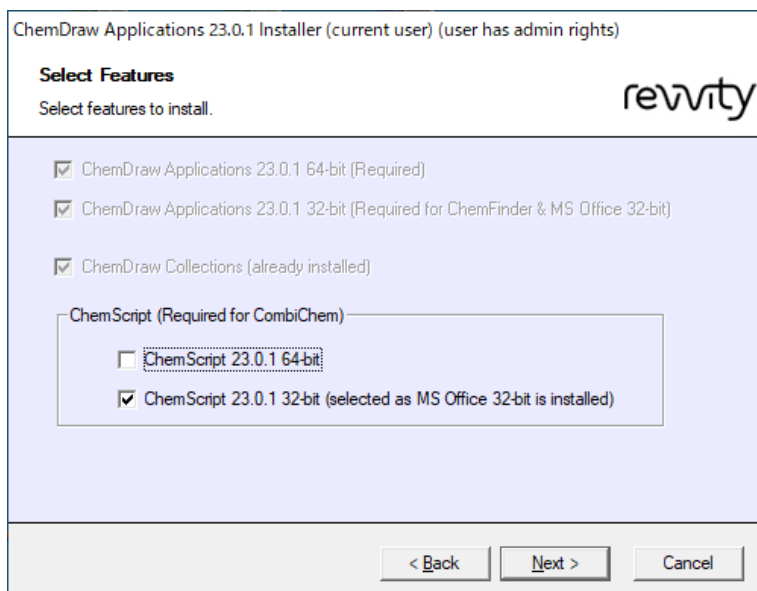 ChemDraw Applications 23.0.1 Installer (current user) (user has admin rights)
Select Features
Select features to install.
revvity
ChemDraw Applications 23.0.1 64-bit (Required)
ChemDraw Applications 23.0.1 32-bit (Required for ChemFinder & MS Office 32-bit)
ChemDraw Collections (already installed)
ChemScript (Required for CombiChem)
ChemScript 23.0.1 64-bit
ChemScript 23.0.1 32-bit (selected as MS Office 32-bit is installed)
< Back Next > Cancel